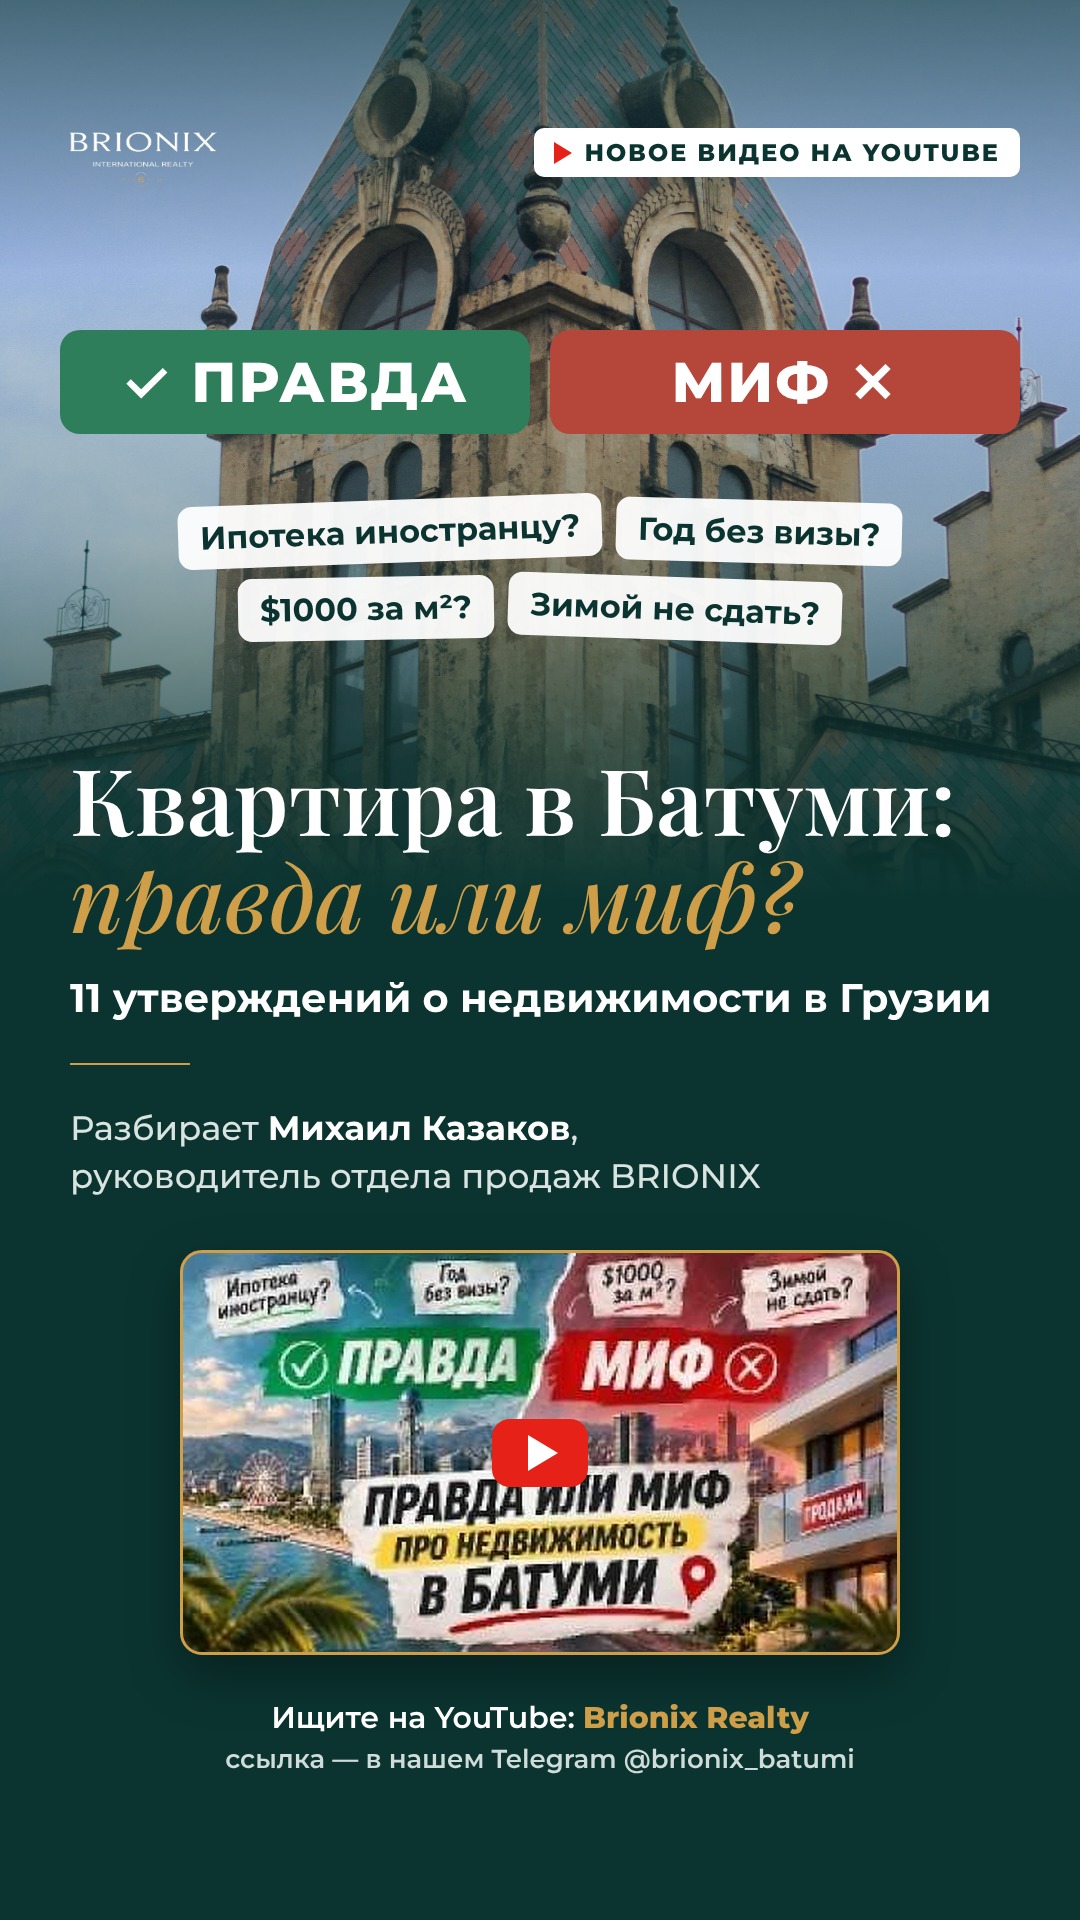 BRIONIX
INTERNATIONAL REALTY
НОВОЕ ВИДЕО НА YOUTUBE
ПРАВДА
МИФ
Ипотека иностранцу?
Год без визы?
$1000 за м²?
Зимой не сдать?
Квартира в Батуми:
правда или миф?
11 утверждений о недвижимости в Грузии
Разбирает Михаил Казаков,
руководитель отдела продаж BRIONIX
Ипотека
иностранцу?
Год
без визы?
$1000
за м²?
Зимой
не сдать?
ПРАВДА
МИФ
ПРАВДА ИЛИ МИФ
ПРО НЕДВИЖИМОСТЬ
В БАТУМИ
ПРОДАЖА
Ищите на YouTube: Brionix Realty
ссылка — в нашем Telegram @brionix_batumi